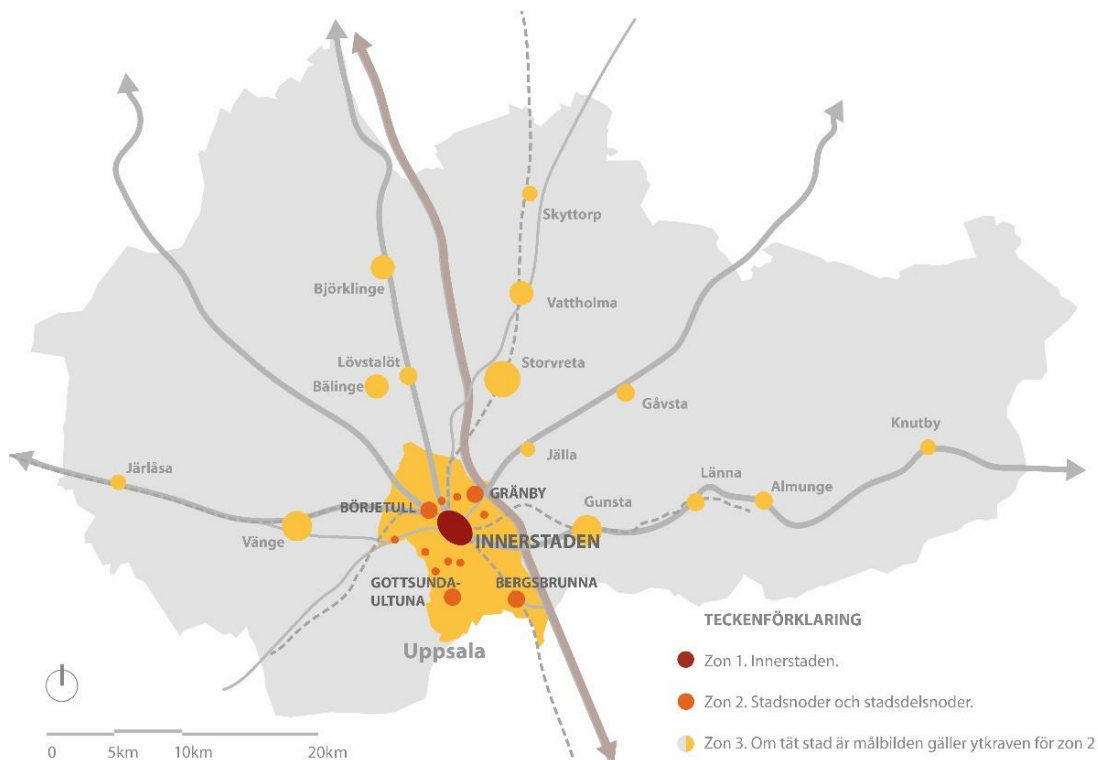 Skyttorp
Björklinge
Vattholma
Lövstalöt
Storvreta
Bälinge
Gåvsta
Knutby
Jälla
Järlåsa
Länna
Almunge
GRÄNBY
BÖRJETULL
Gunsta
Vänge
INNERSTADEN
GOTTSUNDA-
ULTUNA
BERGSBRUNNA
Uppsala
TECKENFÖRKLARING
Zon 1. Innerstaden.
Zon 2. Stadsnoder och stadsdelsnoder.
Zon 3. Om tät stad är målbilden gäller ytkraven för zon 2
0 5km 10km 20km